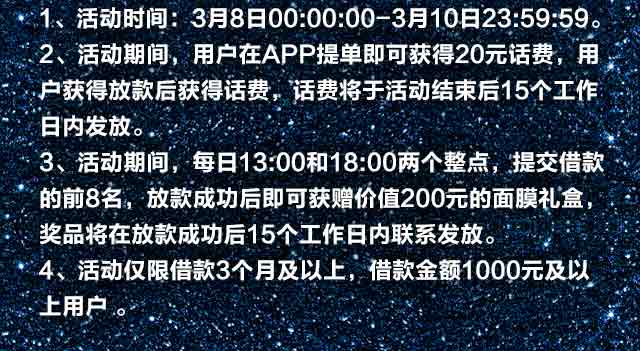 1、活动时间：3月8日00:00:00-3月10日23:59:59。
2、活动期间，用户在APP提单即可获得20元话费，用
户获得放款后获得话费，话费将于活动结束后15个工作
日内发放。
3、活动期间，每日13:00和18:00两个整点，提交借款
的前8名，放款成功后即可获赠价值200元的面膜礼盒，
奖品将在放款成功后15个工作日内联系发放。
4、活动仅限借款3个月及以上，借款金额1000元及以
上用户 。